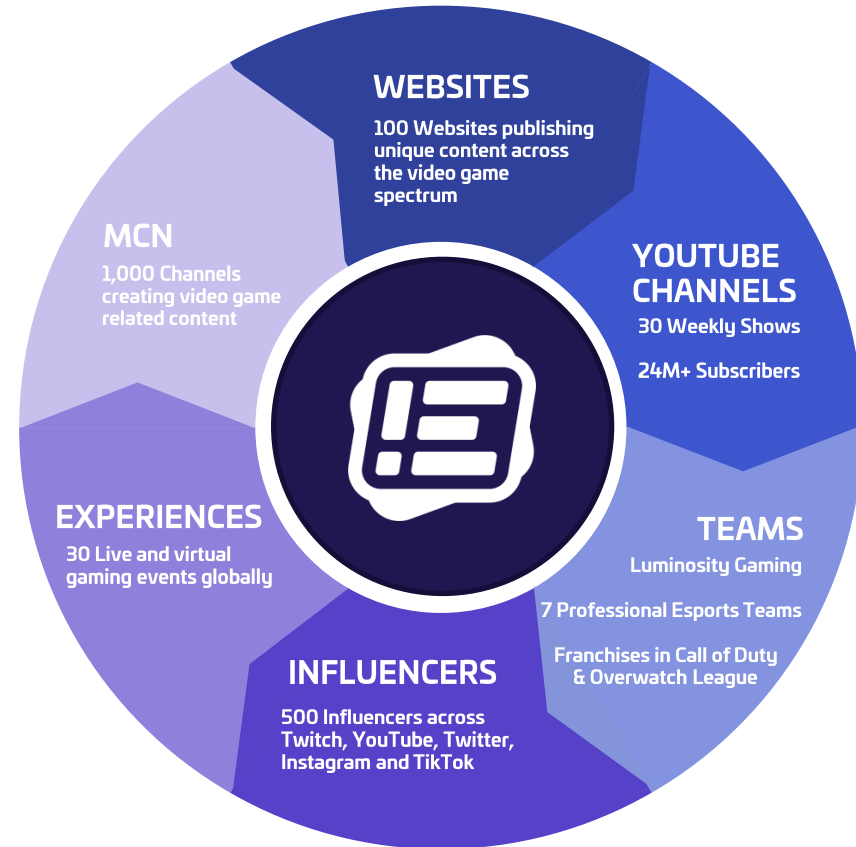 WEBSITES
100 Websites publishing
unique content across
the video game
spectrum
YOUTUBE
CHANNELS
30 Weekly Shows
24M+ Subscribers
TEAMS
Luminosity Gaming
7 Professional Esports Teams
Franchises in Call of Duty
& Overwatch League
INFLUENCERS
500 Influencers across
Twitch, YouTube, Twitter,
Instagram and TikTok
EXPERIENCES
30 Live and virtual
gaming events globally
MCN
1,000 Channels
creating video game
related content